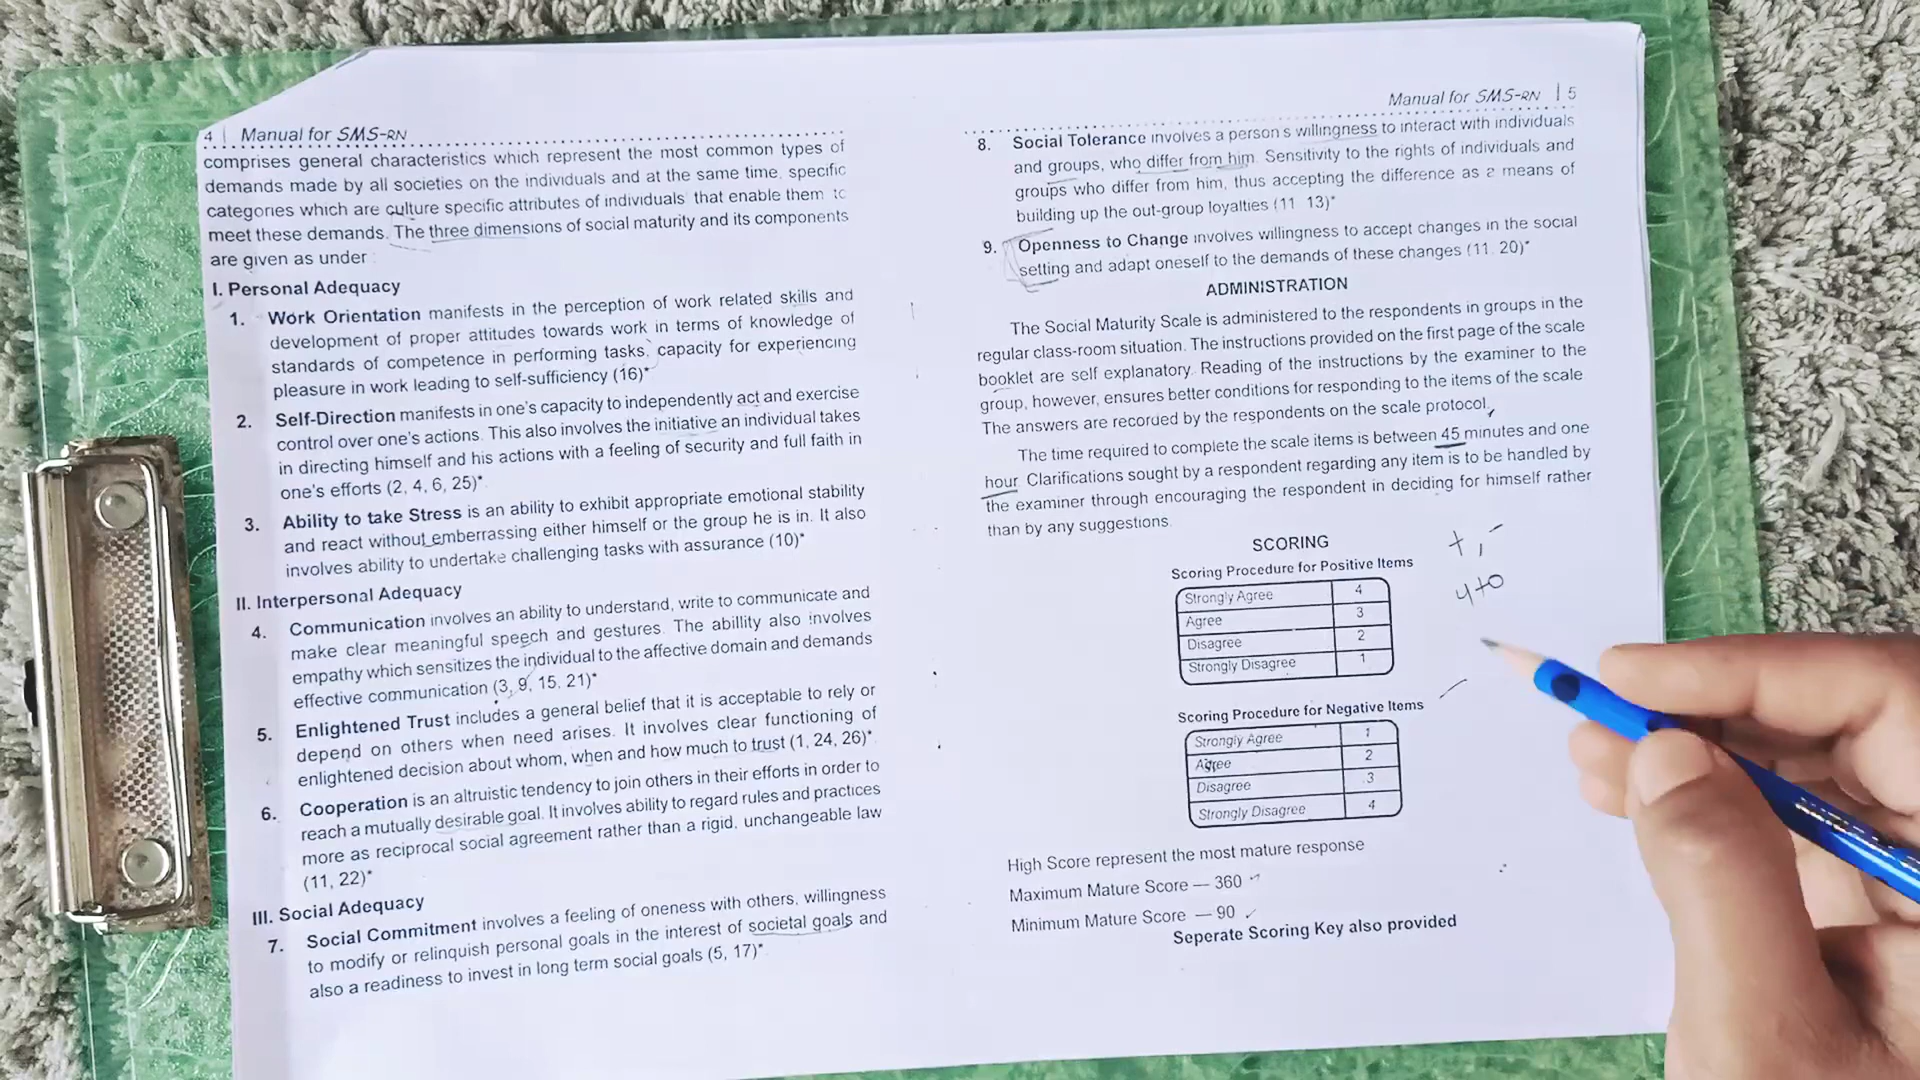 4 | Manual for SMS-RN
comprises general characteristics which represent the most common types of
demands made by all societies on the individuals and at the same time, specific
categories which are culture specific attributes of individuals that enable them to
meet these demands. The three dimensions of social maturity and its components
are given as under :
I. Personal Adequacy
1. Work Orientation manifests in the perception of work related skills and
development of proper attitudes towards work in terms of knowledge of
standards of competence in performing tasks, capacity for experiencing
pleasure in work leading to self-sufficiency (16)*
2. Self-Direction manifests in one's capacity to independently act and exercise
control over one's actions. This also involves the initiative an individual takes
in directing himself and his actions with a feeling of security and full faith in
one's efforts (2, 4, 6, 25)*.
3. Ability to take Stress is an ability to exhibit appropriate emotional stability
and react without emberrassing either himself or the group he is in. It also
involves ability to undertake challenging tasks with assurance (10)*
II. Interpersonal Adequacy
4. Communication involves an ability to understand, write to communicate and
make clear meaningful speech and gestures. The abillity also involves
empathy which sensitizes the individual to the affective domain and demands
effective communication (3, 9, 15, 21)*
5. Enlightened Trust includes a general belief that it is acceptable to rely or
depend on others when need arises. It involves clear functioning of
enlightened decision about whom, when and how much to trust (1, 24, 26)*.
6. Cooperation is an altruistic tendency to join others in their efforts in order to
reach a mutually desirable goal. It involves ability to regard rules and practices
more as reciprocal social agreement rather than a rigid, unchangeable law
(11, 22)*
III. Social Adequacy
7. Social Commitment involves a feeling of oneness with others, willingness
to modify or relinquish personal goals in the interest of societal goals and
also a readiness to invest in long term social goals (5, 17)*
Manual for SMS-RN | 5
8. Social Tolerance involves a person s willingness to interact with individuals
and groups, who differ from him. Sensitivity to the rights of individuals and
groups who differ from him, thus accepting the difference as a means of
building up the out-group loyalties (11 13)*
9. Openness to Change involves willingness to accept changes in the social
setting and adapt oneself to the demands of these changes (11. 20)*
ADMINISTRATION
The Social Maturity Scale is administered to the respondents in groups in the
regular class-room situation. The instructions provided on the first page of the scale
booklet are self explanatory. Reading of the instructions by the examiner to the
group, however, ensures better conditions for responding to the items of the scale
The answers are recorued by the respondents on the scale protocol,
The time required to complete the scale items is between 45 minutes and one
hour Clarifications sought by a respondent regarding any item is to be handled by
the examiner through encouraging the respondent in deciding for himself rather
than by any suggestions.
SCORING
+, -
Scoring Procedure for Positive Items
4 to
Strongly Agree 4
Agree 3
Disagree 2
Strongly Disagree 1
Scoring Procedure for Negative Items
Strongly Agree 1
Agree 2
Disagree 3
Strongly Disagree 4
High Score represent the most mature response
Maximum Mature Score — 360
Minimum Mature Score — 90
Seperate Scoring Key also provided